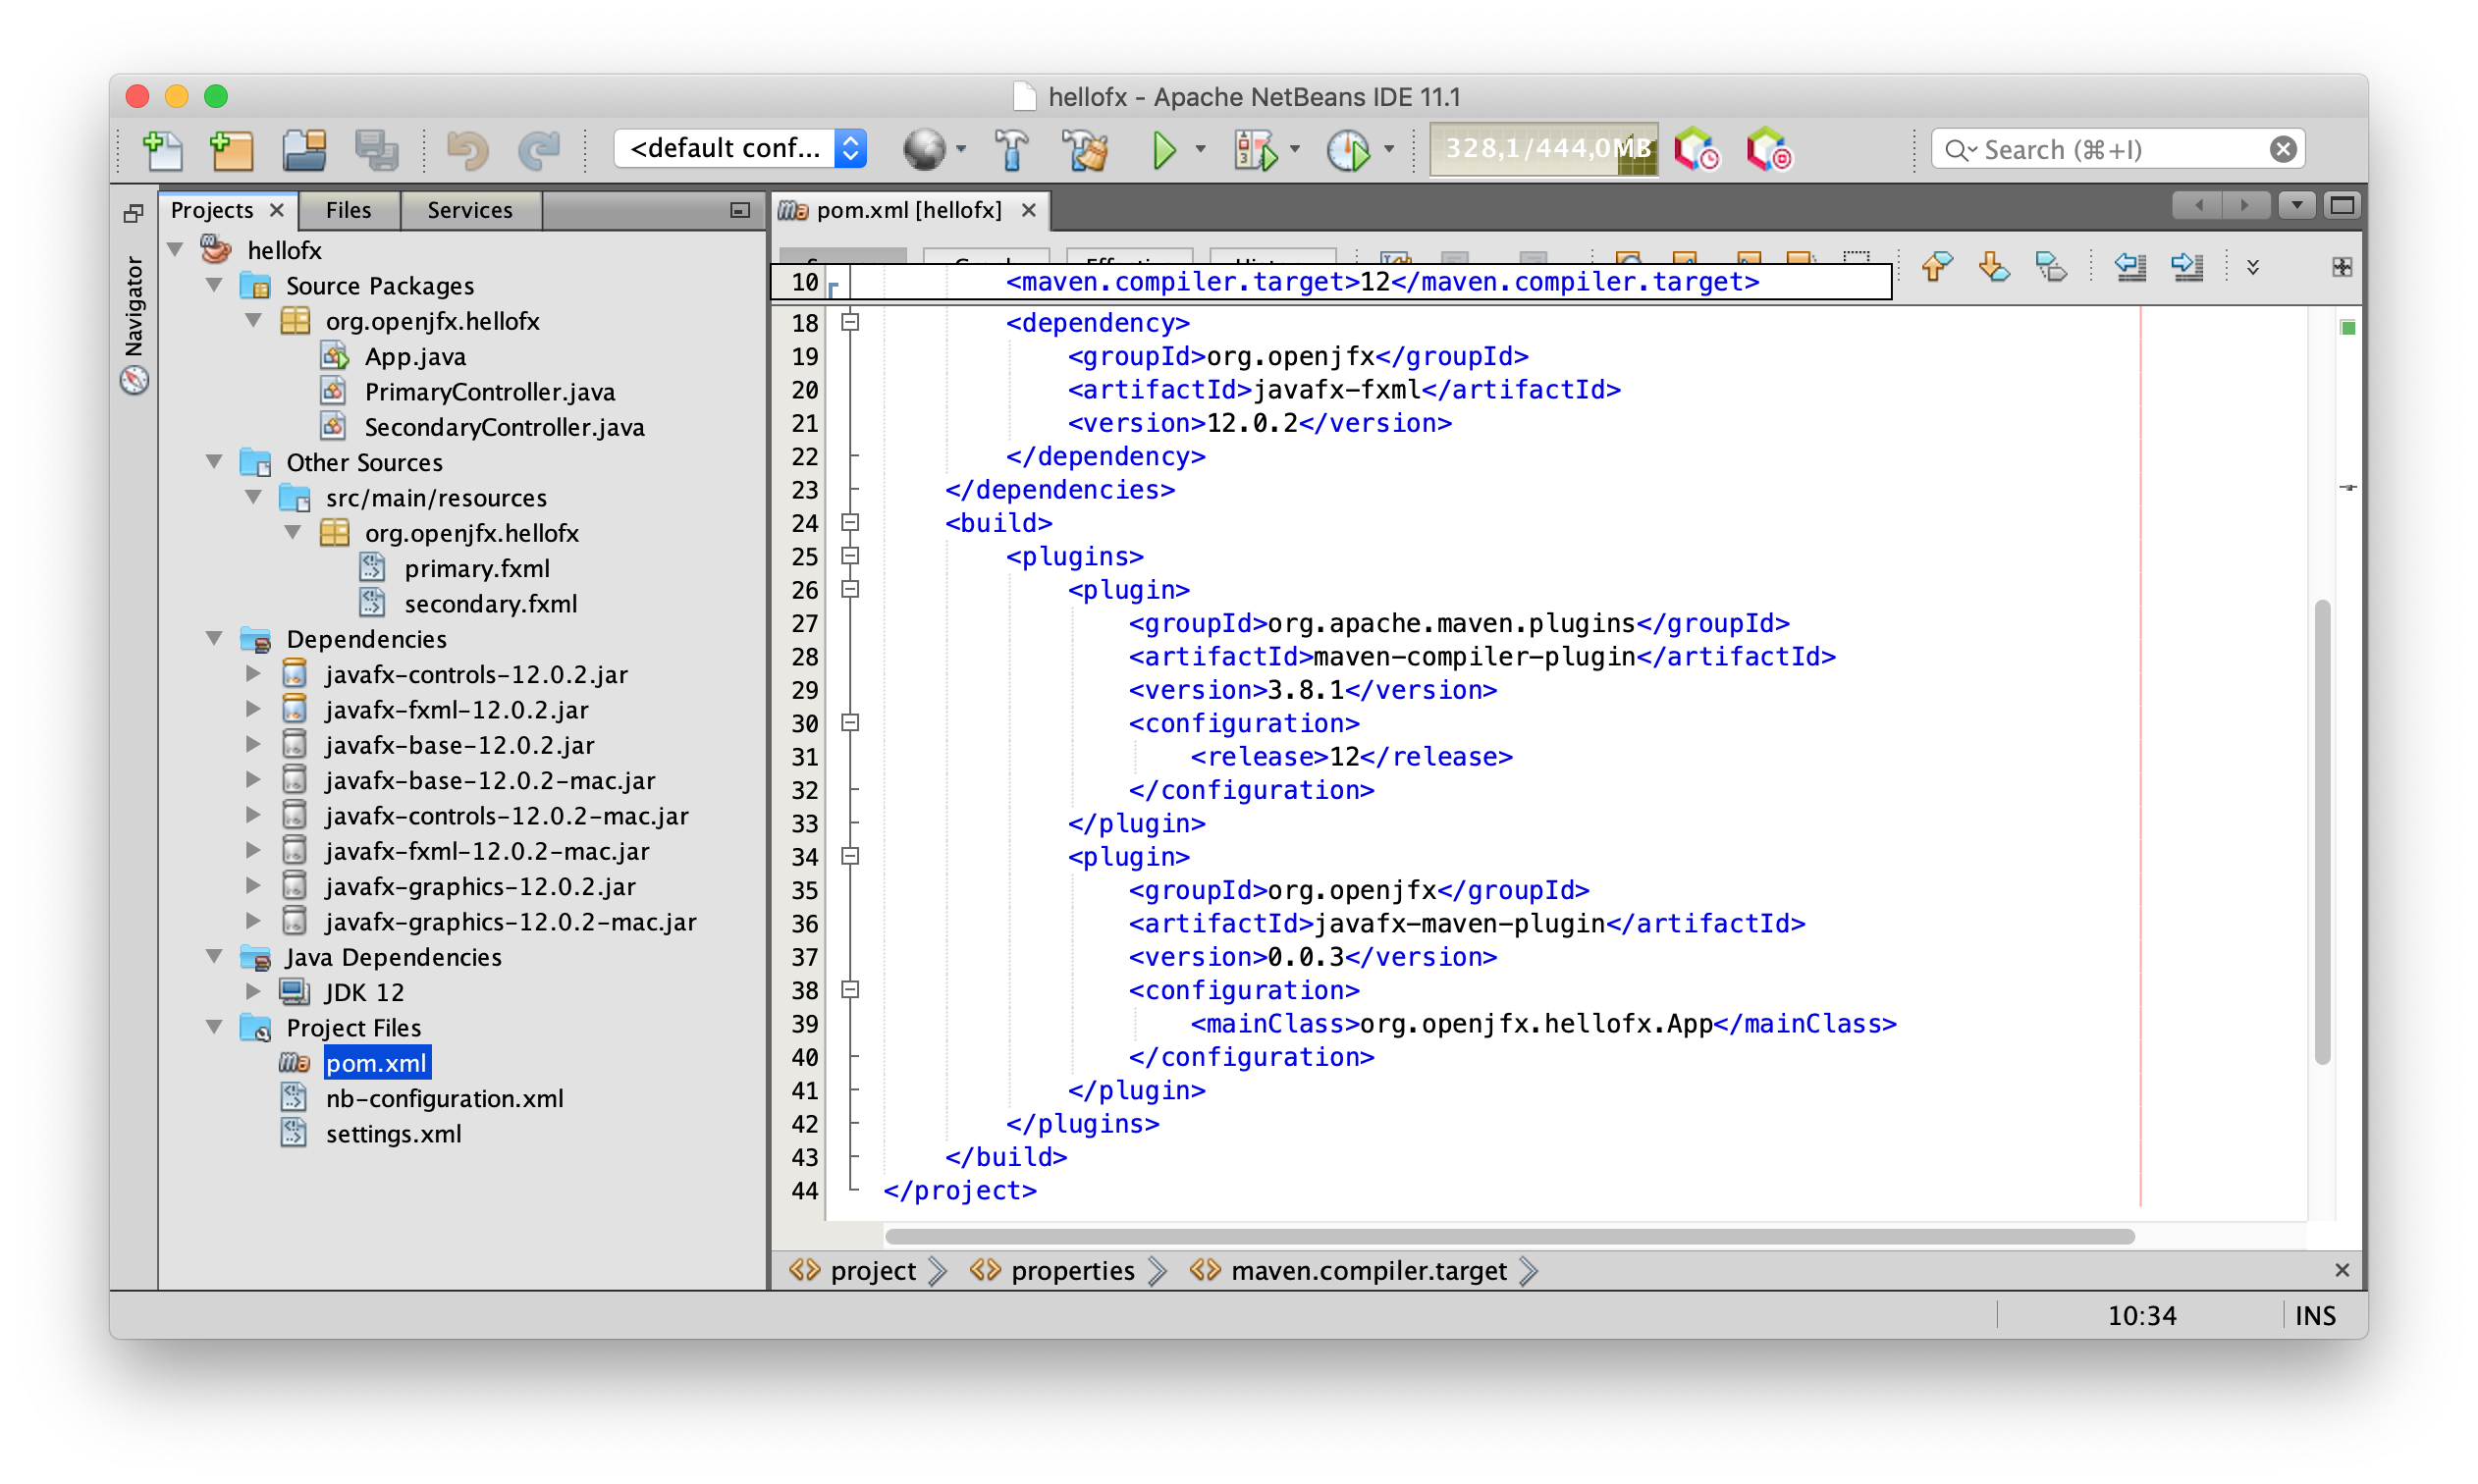 hellofx - Apache NetBeans IDE 11.1
<default conf...
328,1/444,0MB
Search (⌘+I)
Navigator
Projects
Files
Services
hellofx
Source Packages
org.openjfx.hellofx
App.java
PrimaryController.java
SecondaryController.java
Other Sources
src/main/resources
org.openjfx.hellofx
primary.fxml
secondary.fxml
Dependencies
javafx-controls-12.0.2.jar
javafx-fxml-12.0.2.jar
javafx-base-12.0.2.jar
javafx-base-12.0.2-mac.jar
javafx-controls-12.0.2-mac.jar
javafx-fxml-12.0.2-mac.jar
javafx-graphics-12.0.2.jar
javafx-graphics-12.0.2-mac.jar
Java Dependencies
JDK 12
Project Files
pom.xml
nb-configuration.xml
settings.xml
pom.xml [hellofx]
10 <maven.compiler.target>12</maven.compiler.target>
18 <dependency>
19 <groupId>org.openjfx</groupId>
20 <artifactId>javafx-fxml</artifactId>
21 <version>12.0.2</version>
22 </dependency>
23 </dependencies>
24 <build>
25 <plugins>
26 <plugin>
27 <groupId>org.apache.maven.plugins</groupId>
28 <artifactId>maven-compiler-plugin</artifactId>
29 <version>3.8.1</version>
30 <configuration>
31 <release>12</release>
32 </configuration>
33 </plugin>
34 <plugin>
35 <groupId>org.openjfx</groupId>
36 <artifactId>javafx-maven-plugin</artifactId>
37 <version>0.0.3</version>
38 <configuration>
39 <mainClass>org.openjfx.hellofx.App</mainClass>
40 </configuration>
41 </plugin>
42 </plugins>
43 </build>
44 </project>
project
properties
maven.compiler.target
10:34
INS